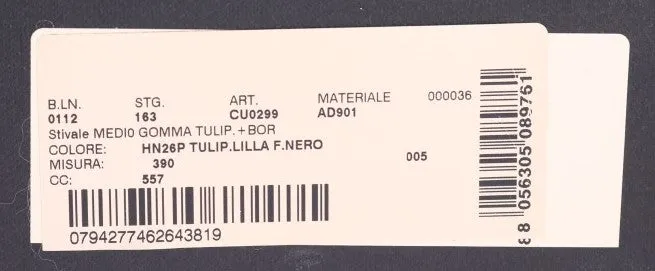 B.LN. STG. ART. MATERIALE 000036
0112 163 CU0299 AD901
Stivale MEDIO GOMMA TULIP.+BOR
COLORE: HN26P TULIP.LILLA F.NERO
MISURA: 390 005
CC: 557
0794277462643819
8 056305 089761